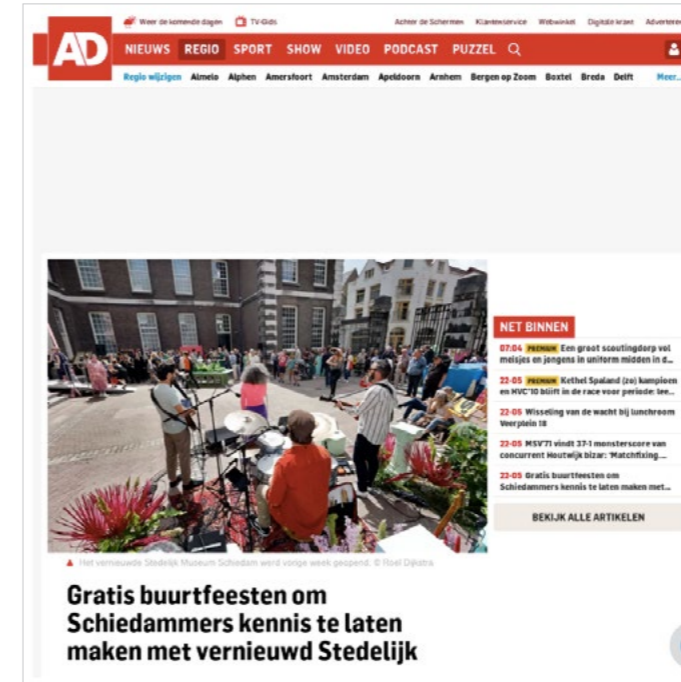 Weer de komende dagen TV-Gids Achter de Schermen Klantenservice Webwinkel Digitale krant Adverteren
AD
NIEUWS REGIO SPORT SHOW VIDEO PODCAST PUZZEL
Regio wijzigen Almelo Alphen Amersfoort Amsterdam Apeldoorn Arnhem Bergen op Zoom Boxtel Breda Delft Meer...
NET BINNEN
07:04 PREMIUM Een groot scoutingdorp vol
meisjes en jongens in uniform midden in d...
22-05 PREMIUM Kethel Spaland (zo) kampioen
en HVC'10 blijft in de race voor periode: lee...
22-05 Wisseling van de wacht bij lunchroom
Veerplein 18
22-05 MSV'71 vindt 37-1 monsterscore van
concurrent Houtwijk bizar: 'Matchfixing...
22-05 Gratis buurtfeesten om
Schiedammers kennis te laten maken met...
BEKIJK ALLE ARTIKELEN
Het vernieuwde Stedelijk Museum Schiedam werd vorige week geopend. © Roel Dijkstra
Gratis buurtfeesten om
Schiedammers kennis te laten
maken met vernieuwd Stedelijk